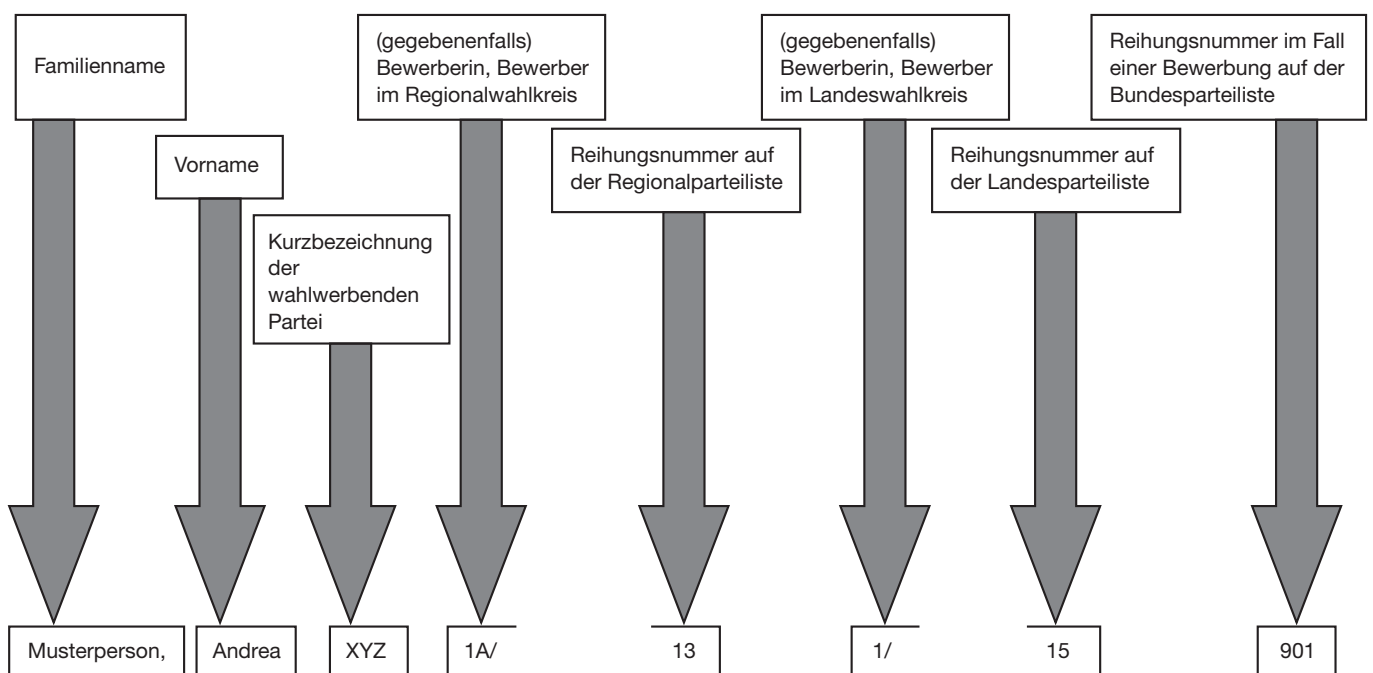 Familienname
Vorname
Kurzbezeichnung
der
wahlwerbenden
Partei
(gegebenenfalls)
Bewerberin, Bewerber
im Regionalwahlkreis
Reihungsnummer auf
der Regionalparteiliste
(gegebenenfalls)
Bewerberin, Bewerber
im Landeswahlkreis
Reihungsnummer auf
der Landesparteiliste
Reihungsnummer im Fall
einer Bewerbung auf der
Bundesparteiliste
Musterperson, Andrea XYZ 1A/ 13 1/ 15 901